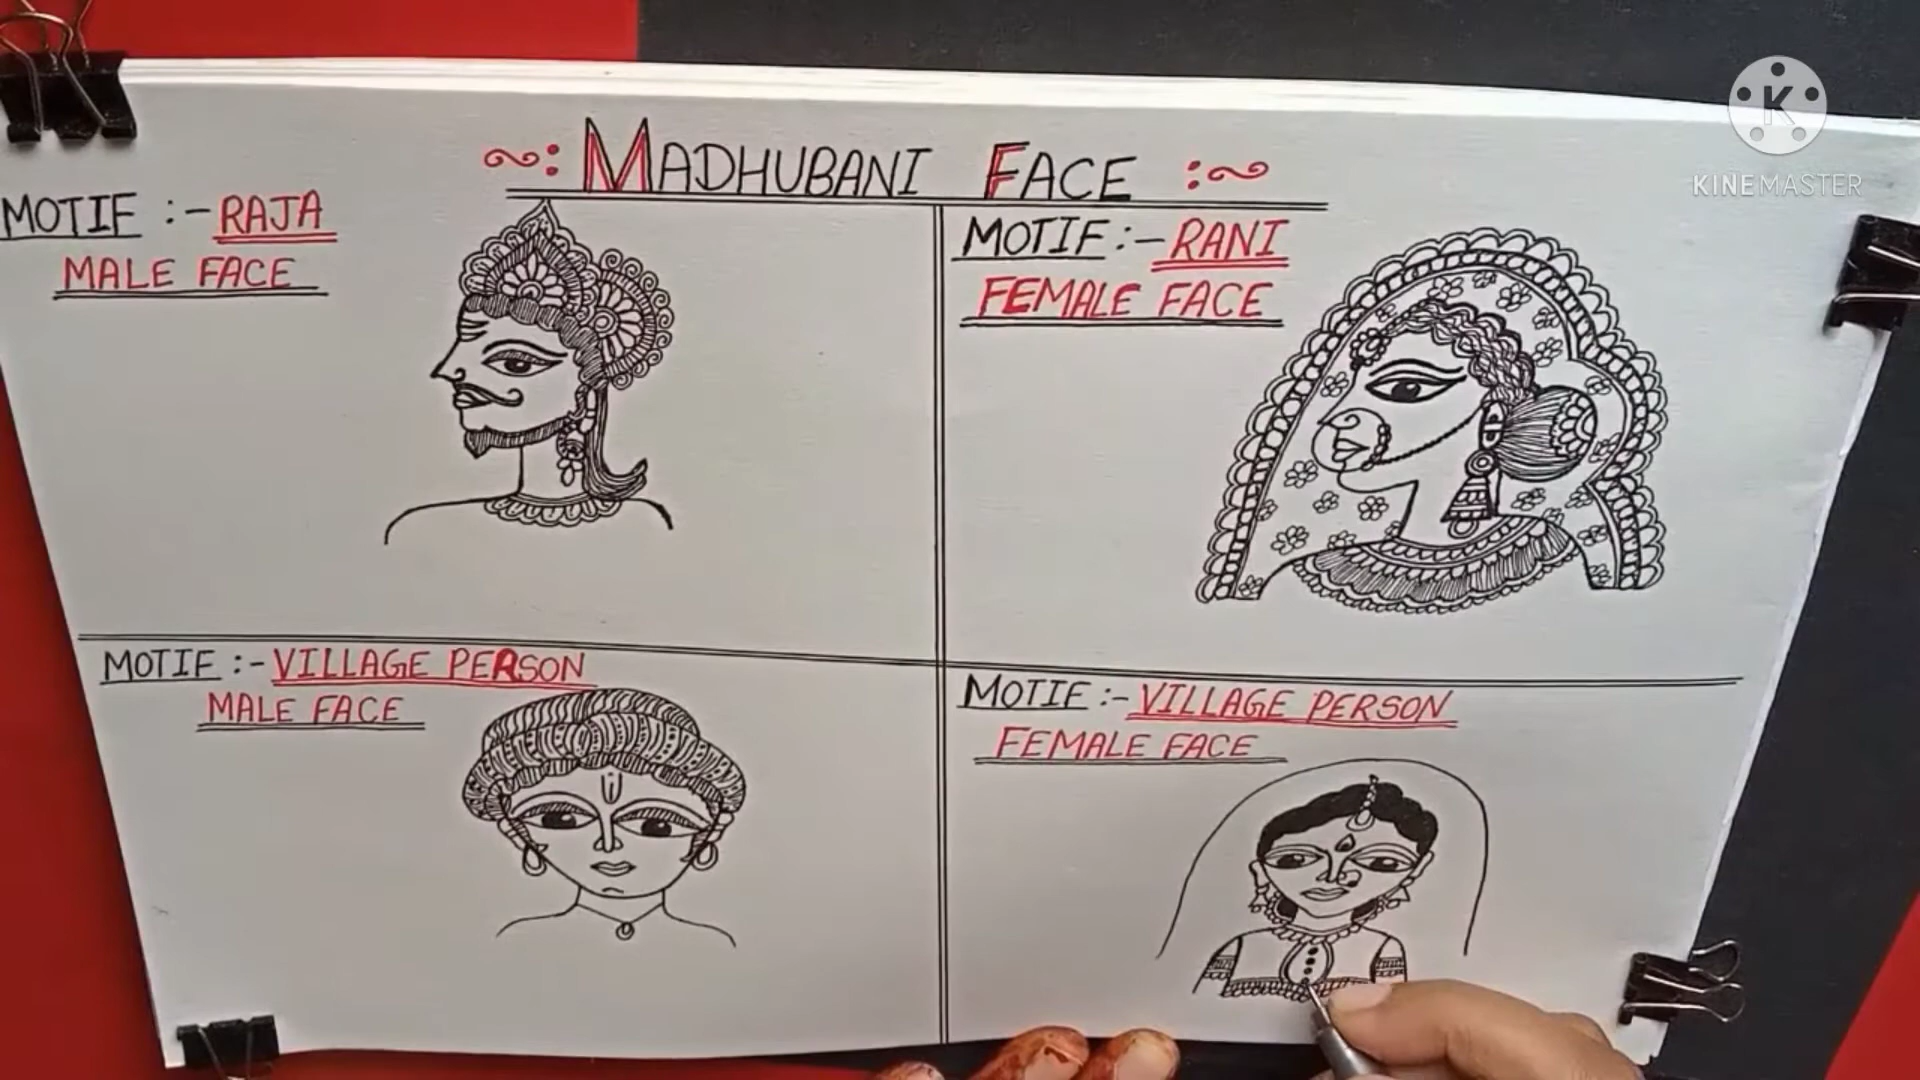 ~: MADHUBANI FACE :~
MOTIF :- RAJA
MALE FACE
MOTIF :- RANI
FEMALE FACE
MOTIF :- VILLAGE PERSON
MALE FACE
MOTIF :- VILLAGE PERSON
FEMALE FACE
K
KINEMASTER